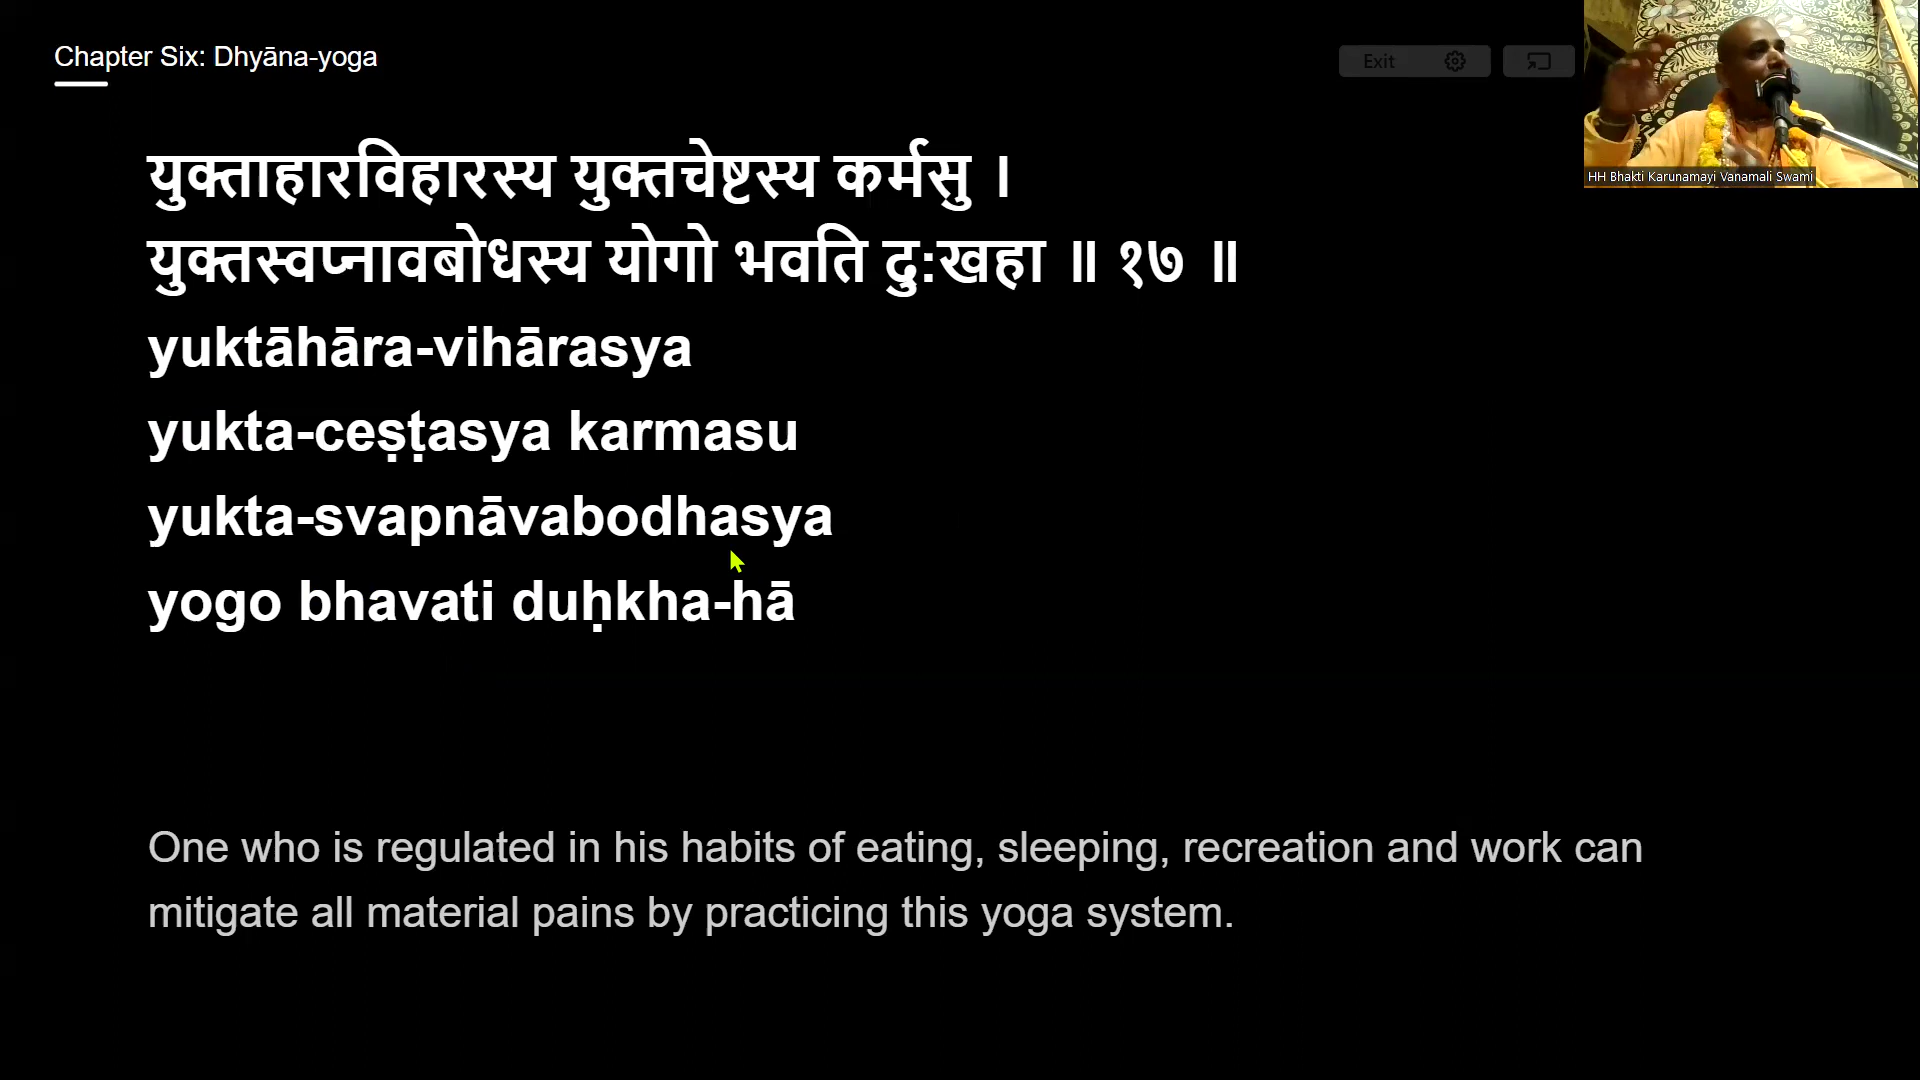 Chapter Six: Dhyāna-yoga
Exit
HH Bhakti Karunamayi Vanamali Swami
युक्ताहारविहारस्य युक्तचेष्टस्य कर्मसु ।
युक्तस्वप्नावबोधस्य योगो भवति दु:खहा ॥ १७ ॥
yuktāhāra-vihārasya
yukta-ceṣṭasya karmasu
yukta-svapnāvabodhasya
yogo bhavati duḥkha-hā
One who is regulated in his habits of eating, sleeping, recreation and work can
mitigate all material pains by practicing this yoga system.